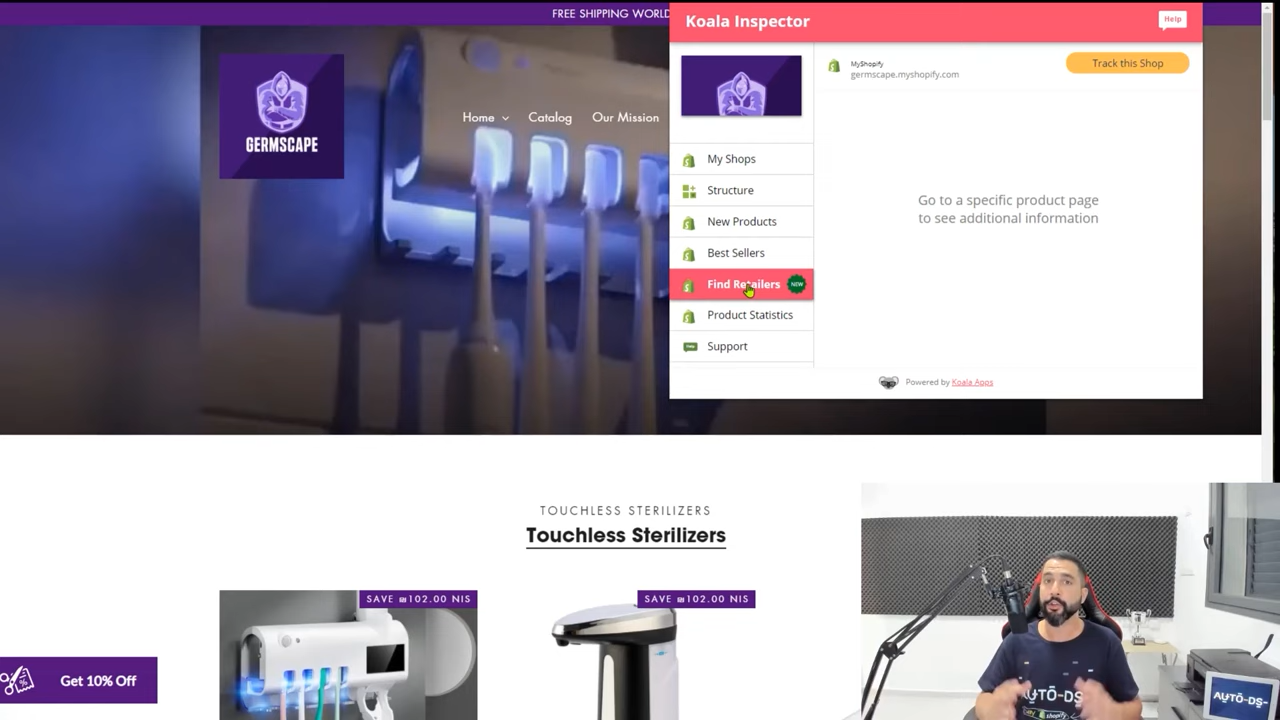 FREE SHIPPING WORLD
Koala Inspector
Help
GERMSCAPE
Home
Catalog
Our Mission
MyShopify
germscape.myshopify.com
Track this Shop
My Shops
Structure
New Products
Best Sellers
Find Retailers
NEW
Product Statistics
Support
Go to a specific product page
to see additional information
Powered by Koala Apps
TOUCHLESS STERILIZERS
Touchless Sterilizers
SAVE ₪102.00 NIS
SAVE ₪102.00 NIS
Get 10% Off
AUTŌ-DS-
shopify
AUTŌ-DS-